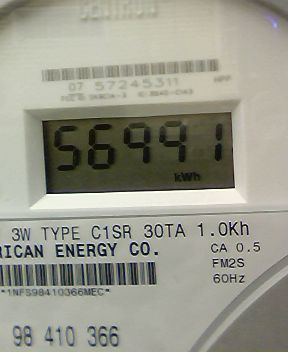 CENTRON
07 57245311
56991
kWh
3W TYPE C1SR 30TA 1.0Kh
RICAN ENERGY CO.
CA 0.5
FM2S
60Hz
*1NFS98410366MEC*
98 410 366